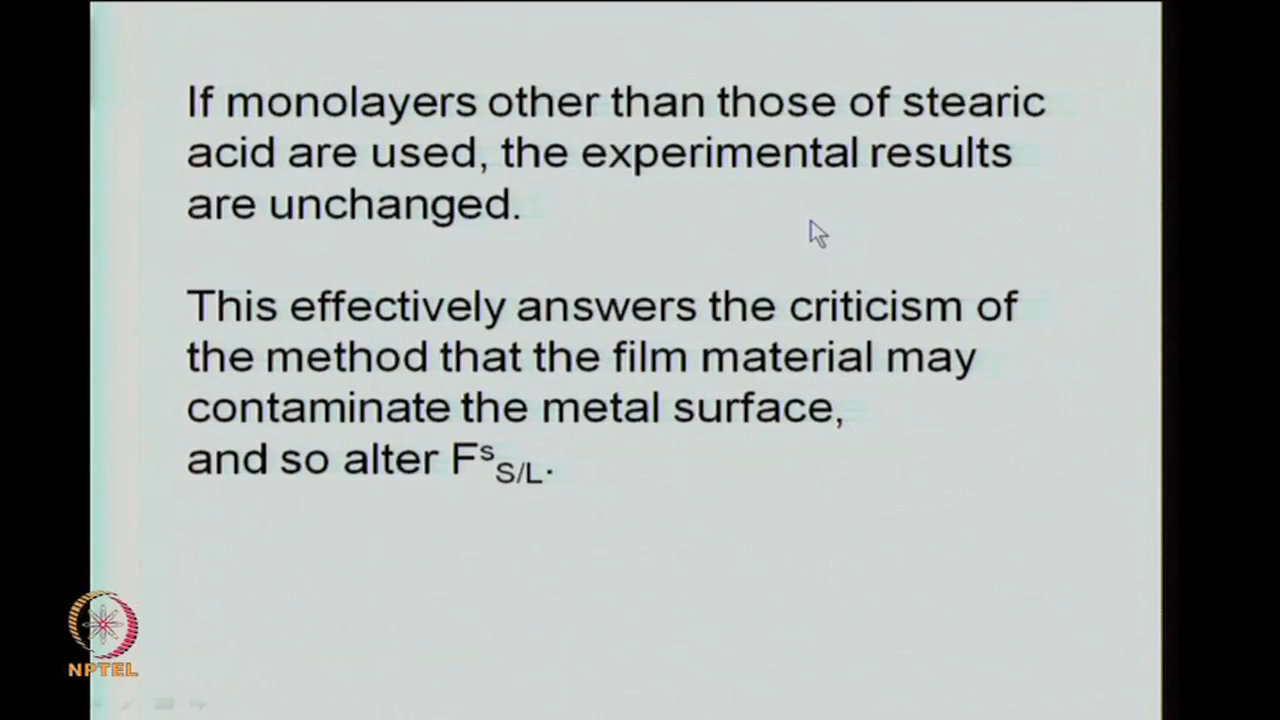 If monolayers other than those of stearic
acid are used, the experimental results
are unchanged.
This effectively answers the criticism of
the method that the film material may
contaminate the metal surface,
and so alter FˢS/L.
NPTEL